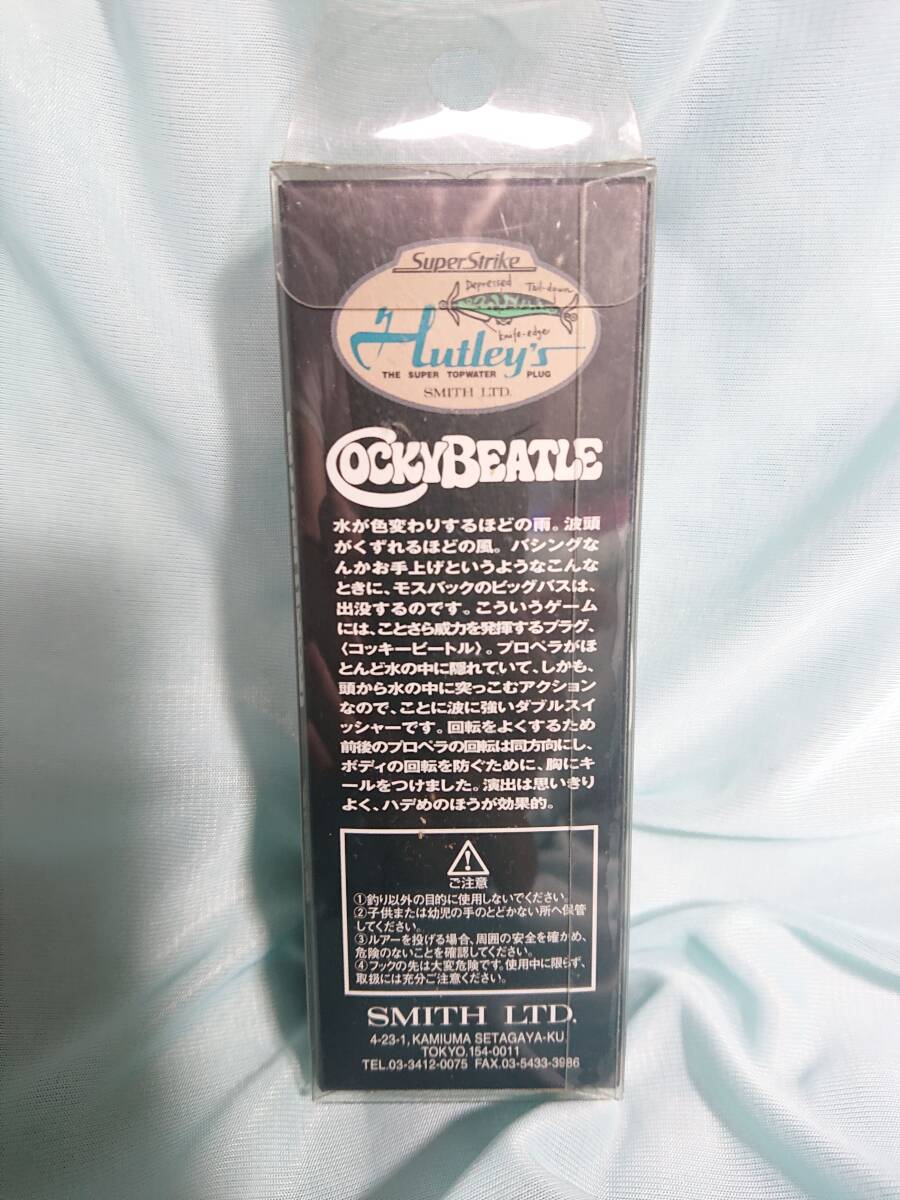 SuperStrike
Depressed
Tail-down
knife-edger
Hutley's
THE SUPER TOPWATER PLUG
SMITH LTD.
COCKYBEATLE
水が色変わりするほどの雨。波頭
がくずれるほどの風。バシングな
んかお手上げというようなこんな
ときに、モスバックのビッグバスは、
出没するのです。こういうゲーム
には、ことさら威力を発揮するプラグ、
〈コッキービートル〉。プロペラがほ
とんど水の中に隠れていて、しかも、
頭から水の中に突っこむアクション
なので、ことに波に強いダブルスイ
ッシャーです。回転をよくするため
前後のプロペラの回転は同方向にし、
ボディの回転を防ぐために、胸にキ
ールをつけました。演出は思いきり
よく、ハデめのほうが効果的。
ご注意
①釣り以外の目的に使用しないでください。
②子供または幼児の手のとどかない所へ保管
してください。
③ルアーを投げる場合、周囲の安全を確かめ、
危険のないことを確認してください。
④フックの先は大変危険です。使用中に限らず、
取扱には充分ご注意ください。
SMITH LTD.
4-23-1, KAMIUMA SETAGAYA-KU
TOKYO. 154-0011
TEL.03-3412-0075 FAX.03-5433-3986